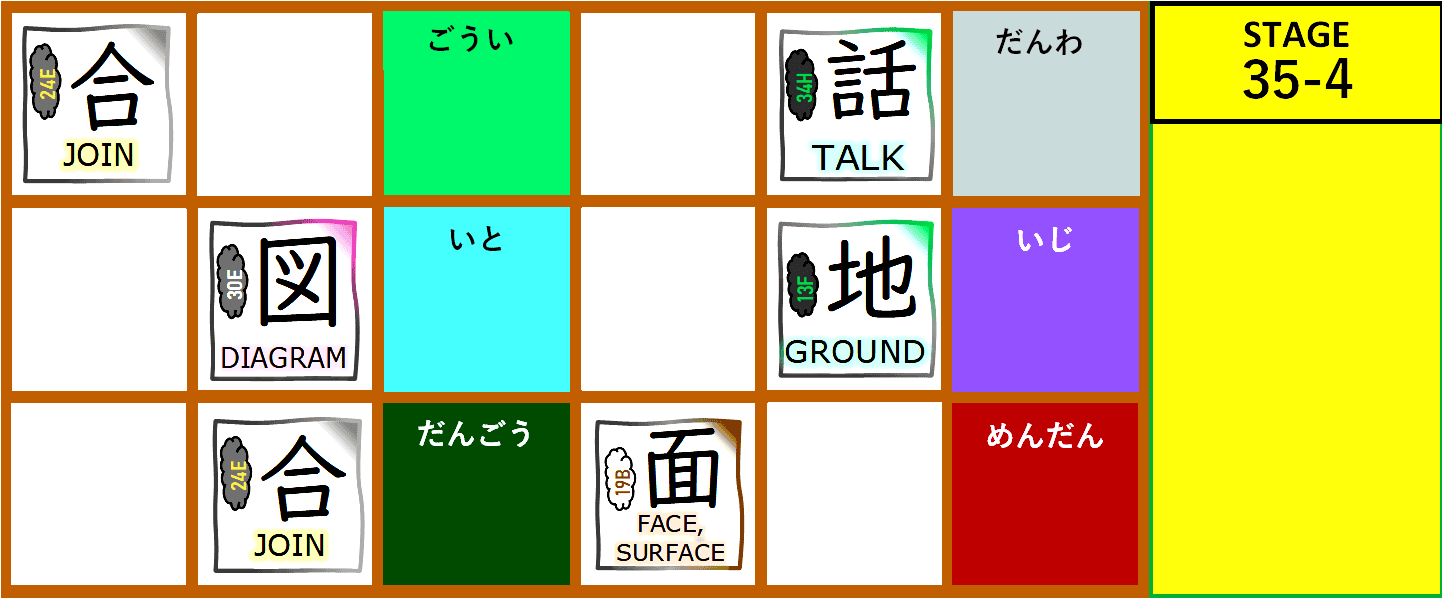 24E
合
JOIN
ごうい
34H
話
TALK
だんわ
STAGE
35-4
30E
図
DIAGRAM
いと
13F
地
GROUND
いじ
24E
合
JOIN
だんごう
19B
面
FACE,
SURFACE
めんだん